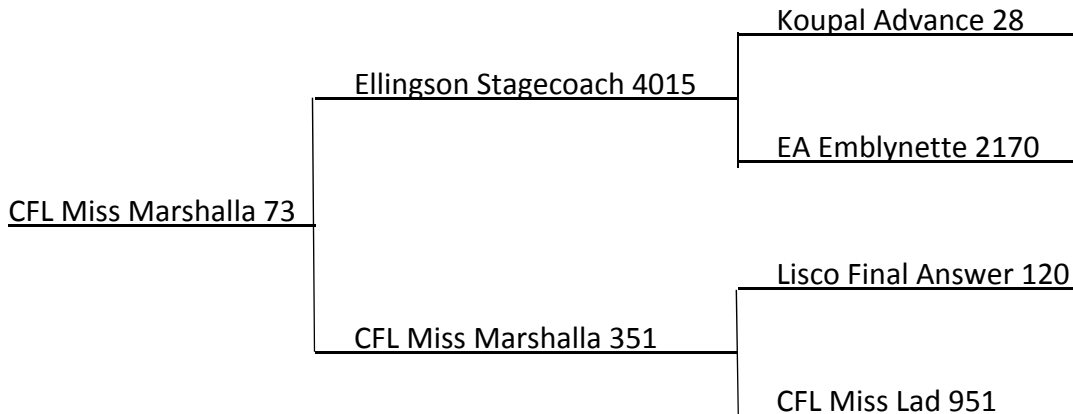 Koupal Advance 28
Ellingson Stagecoach 4015
EA Emblynette 2170
CFL Miss Marshalla 73
Lisco Final Answer 120
CFL Miss Marshalla 351
CFL Miss Lad 951